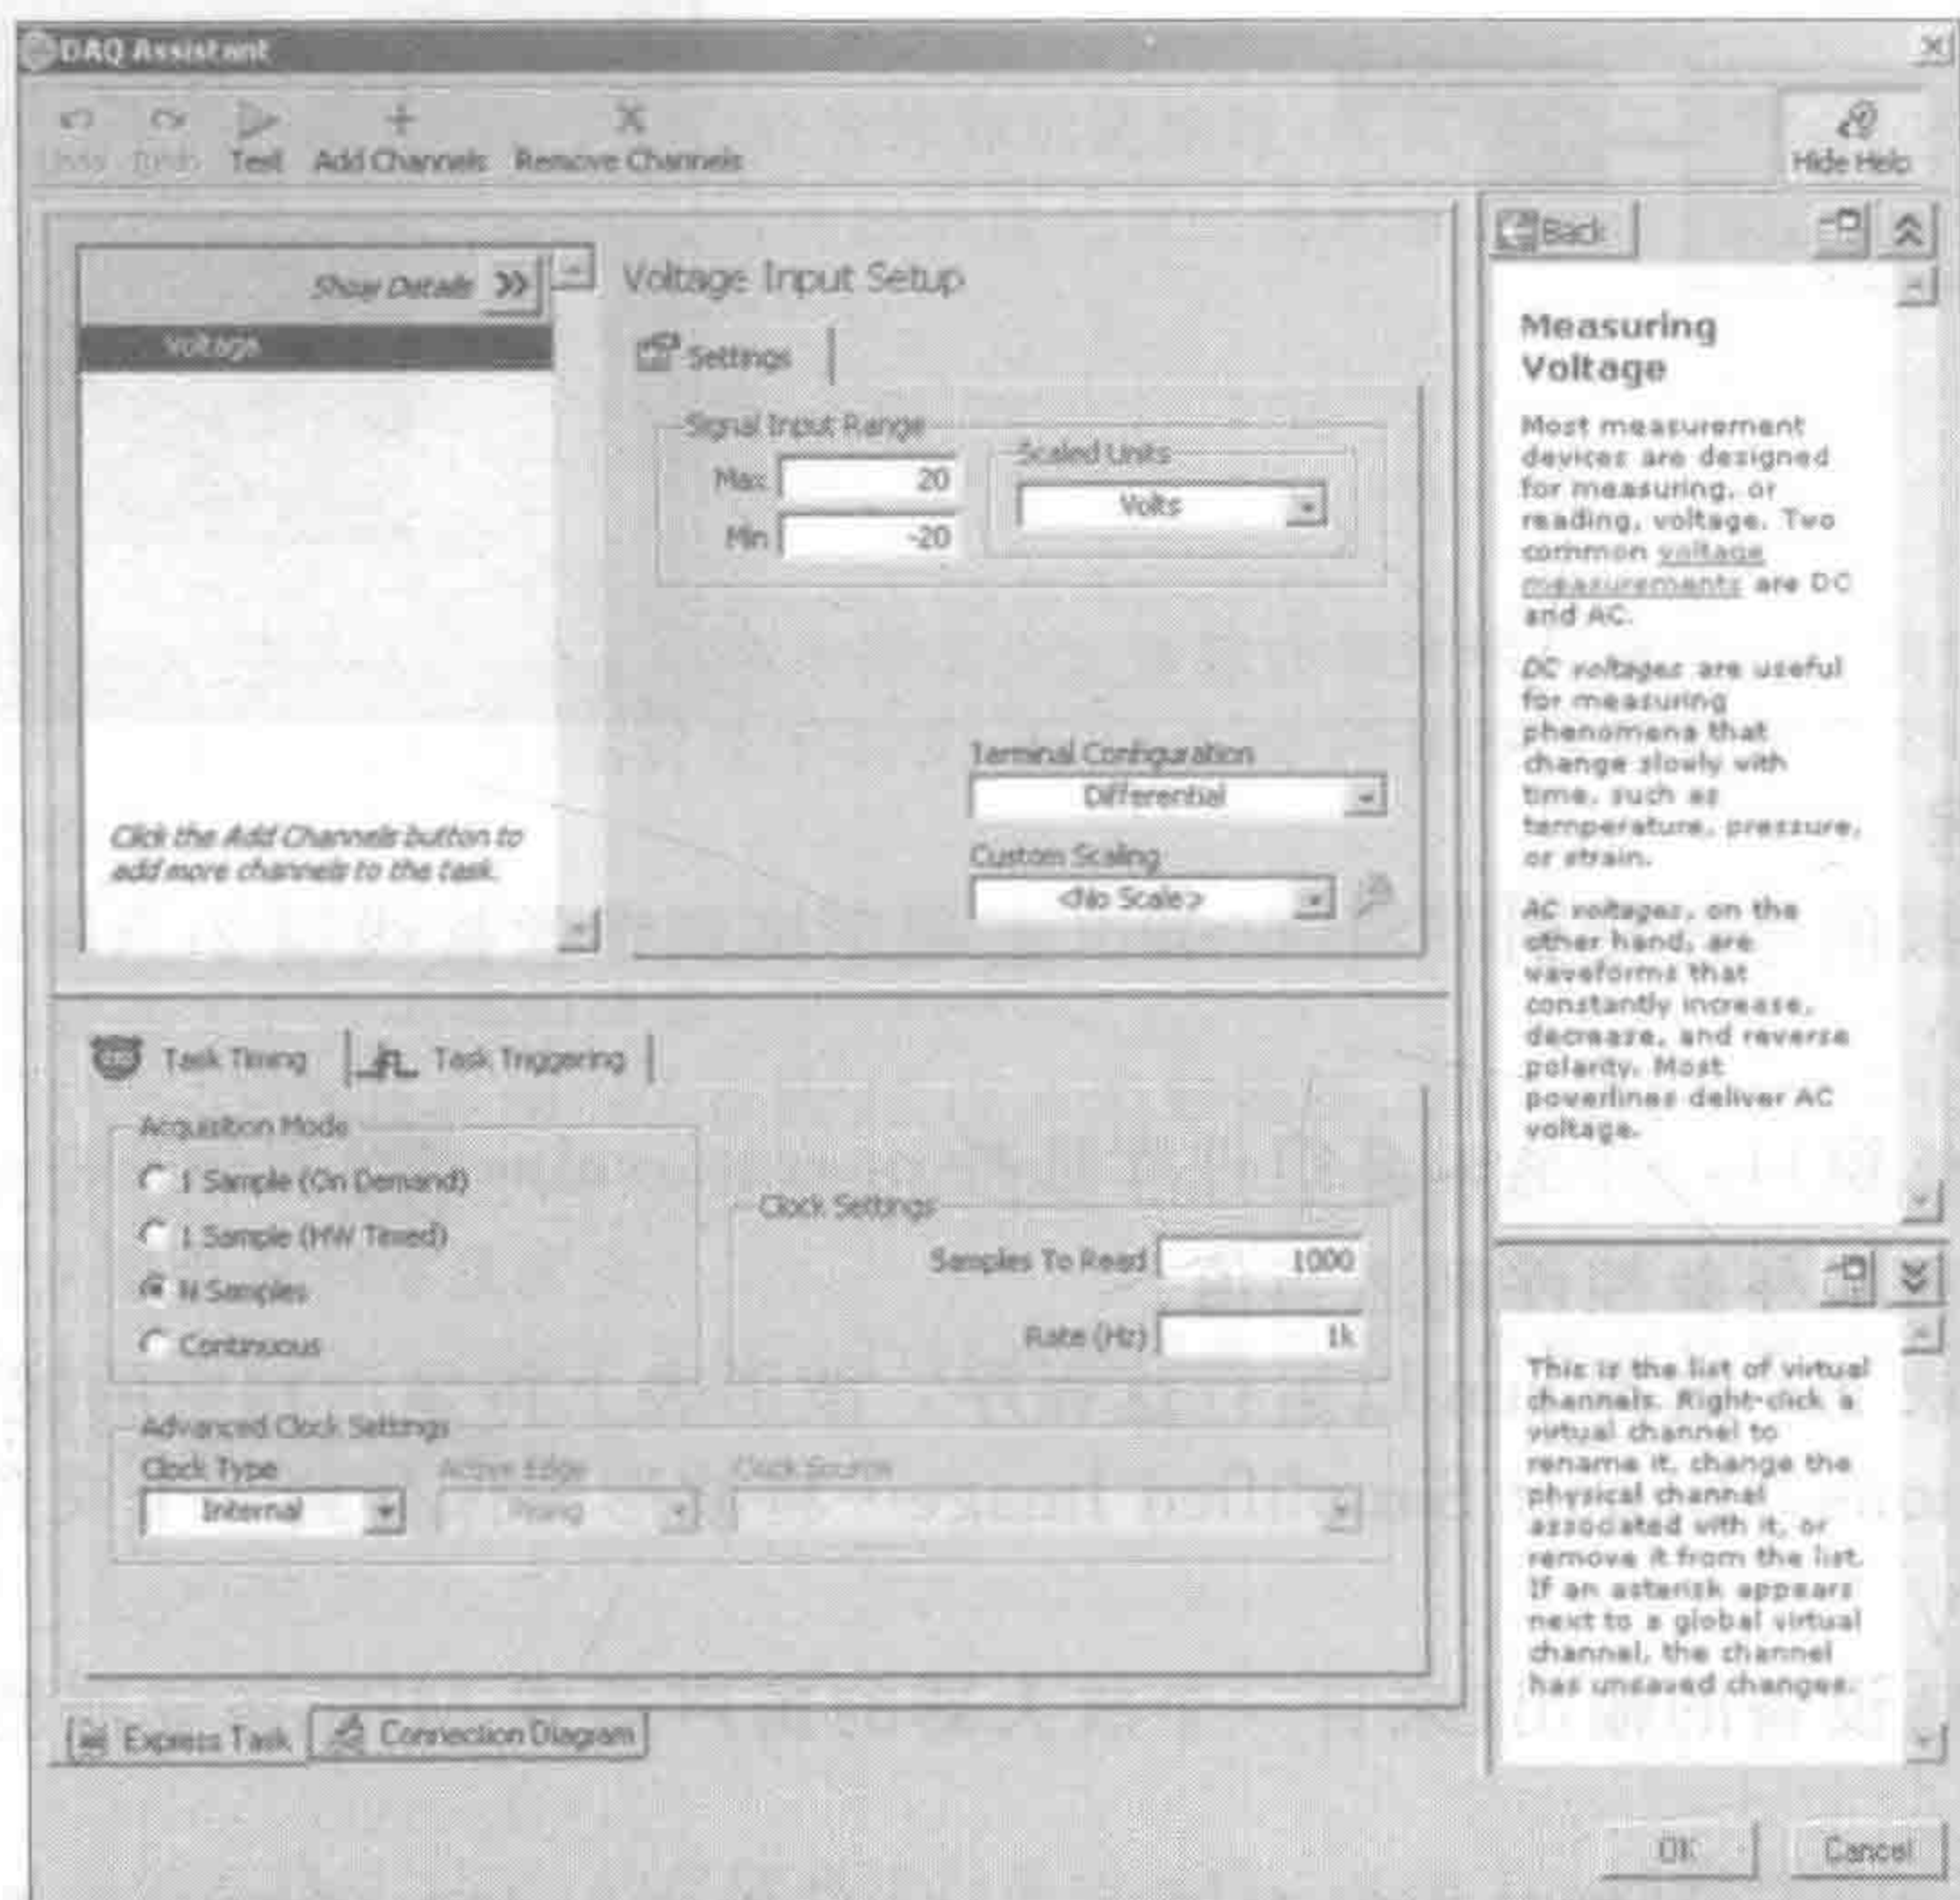 DAQ Assistant
Undo Redo Test Add Channels Remove Channels
Hide Help
Show Details
Voltage
Click the Add Channels button to
add more channels to the task.
Voltage Input Setup
Settings
Signal Input Range
Max 20
Min -20
Scaled Units
Volts
Terminal Configuration
Differential
Custom Scaling
<No Scale>
Task Timing
Task Triggering
Acquisition Mode
1 Sample (On Demand)
1 Sample (HW Timed)
N Samples
Continuous
Clock Settings
Samples To Read 1000
Rate (Hz) 1k
Advanced Clock Settings
Clock Type
Internal
Active Edge
Rising
Clock Source
Express Task
Connection Diagram
Back
Measuring
Voltage
Most measurement
devices are designed
for measuring, or
reading, voltage. Two
common voltage
measurements are DC
and AC.
DC voltages are useful
for measuring
phenomena that
change slowly with
time, such as
temperature, pressure,
or strain.
AC voltages, on the
other hand, are
waveforms that
constantly increase,
decrease, and reverse
polarity. Most
powerlines deliver AC
voltage.
This is the list of virtual
channels. Right-click a
virtual channel to
rename it, change the
physical channel
associated with it, or
remove it from the list.
If an asterisk appears
next to a global virtual
channel, the channel
has unsaved changes.
OK
Cancel